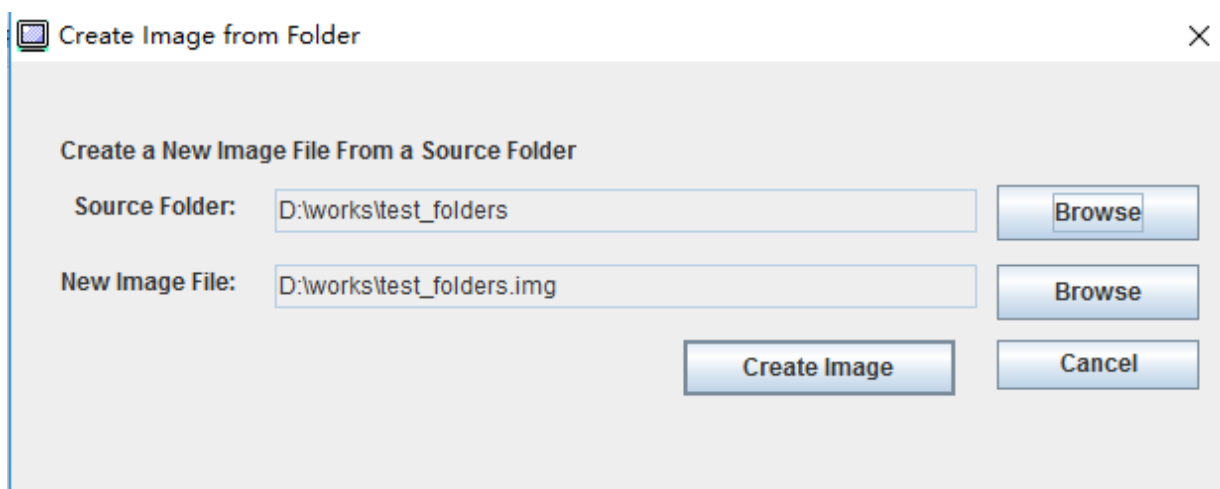 Create Image from Folder
Create a New Image File From a Source Folder
Source Folder: D:\works\test_folders Browse
New Image File: D:\works\test_folders.img Browse
Create Image Cancel